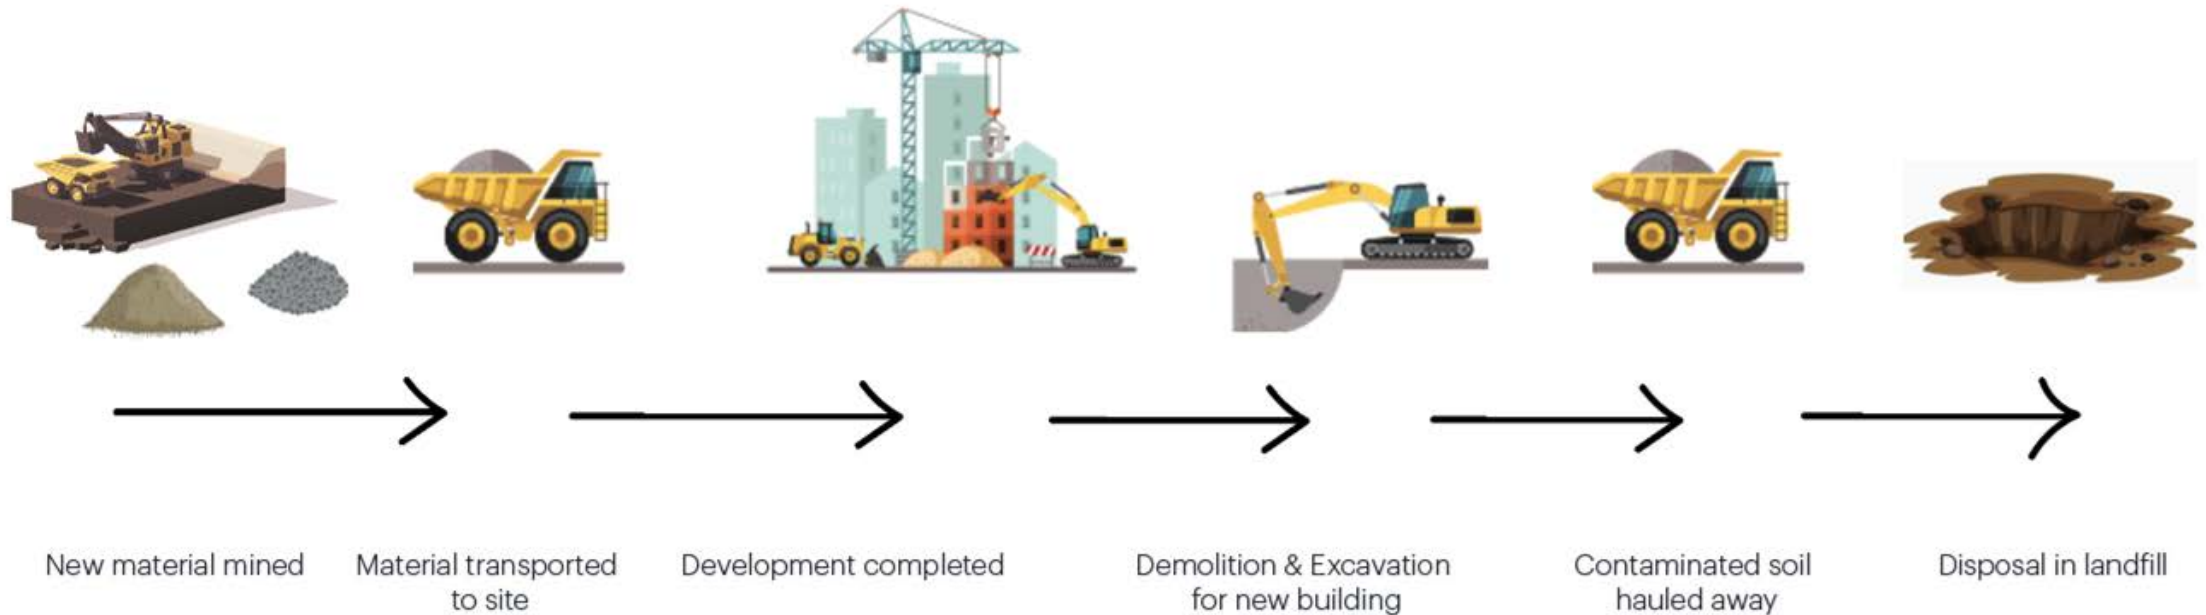 New material mined
Material transported
to site
Development completed
Demolition & Excavation
for new building
Contaminated soil
hauled away
Disposal in landfill